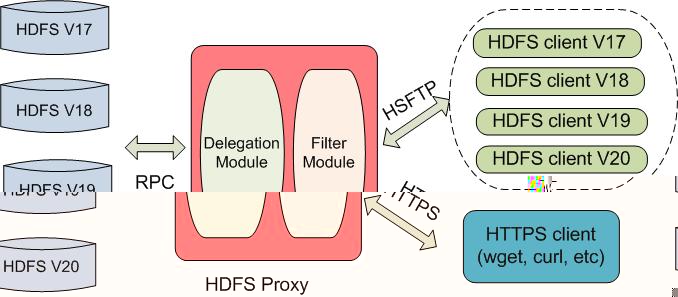 HDFS V17
HDFS V18
HDFS V19
HDFS V20
RPC
Delegation
Module
Filter
Module
HDFS Proxy
HSFTP
HTTPS
HDFS client V17
HDFS client V18
HDFS client V19
HDFS client V20
HTTPS client
(wget, curl, etc)